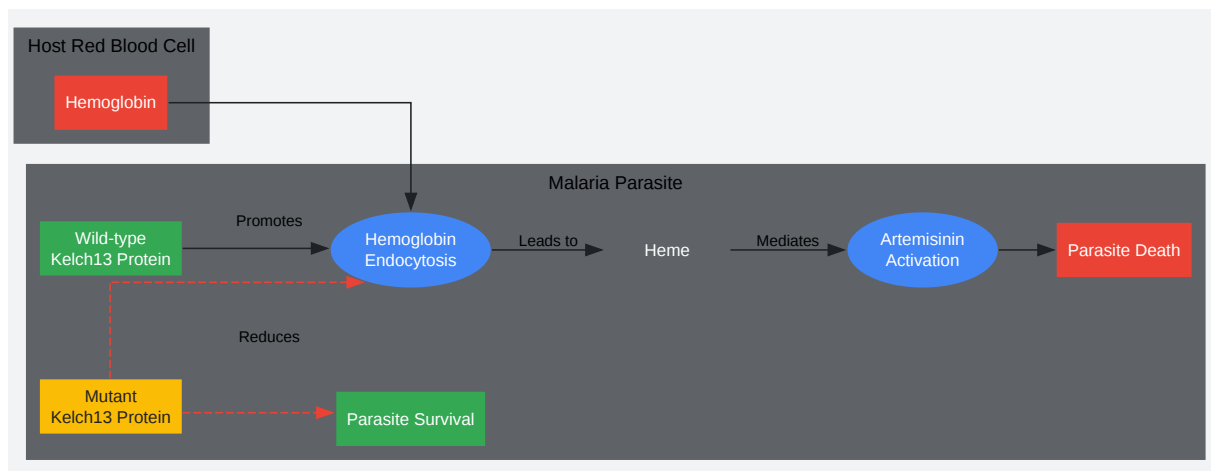 Host Red Blood Cell
Hemoglobin
Malaria Parasite
Wild-type
Kelch13 Protein
Promotes
Hemoglobin
Endocytosis
Leads to
Heme
Mediates
Artemisinin
Activation
Parasite Death
Reduces
Mutant
Kelch13 Protein
Parasite Survival